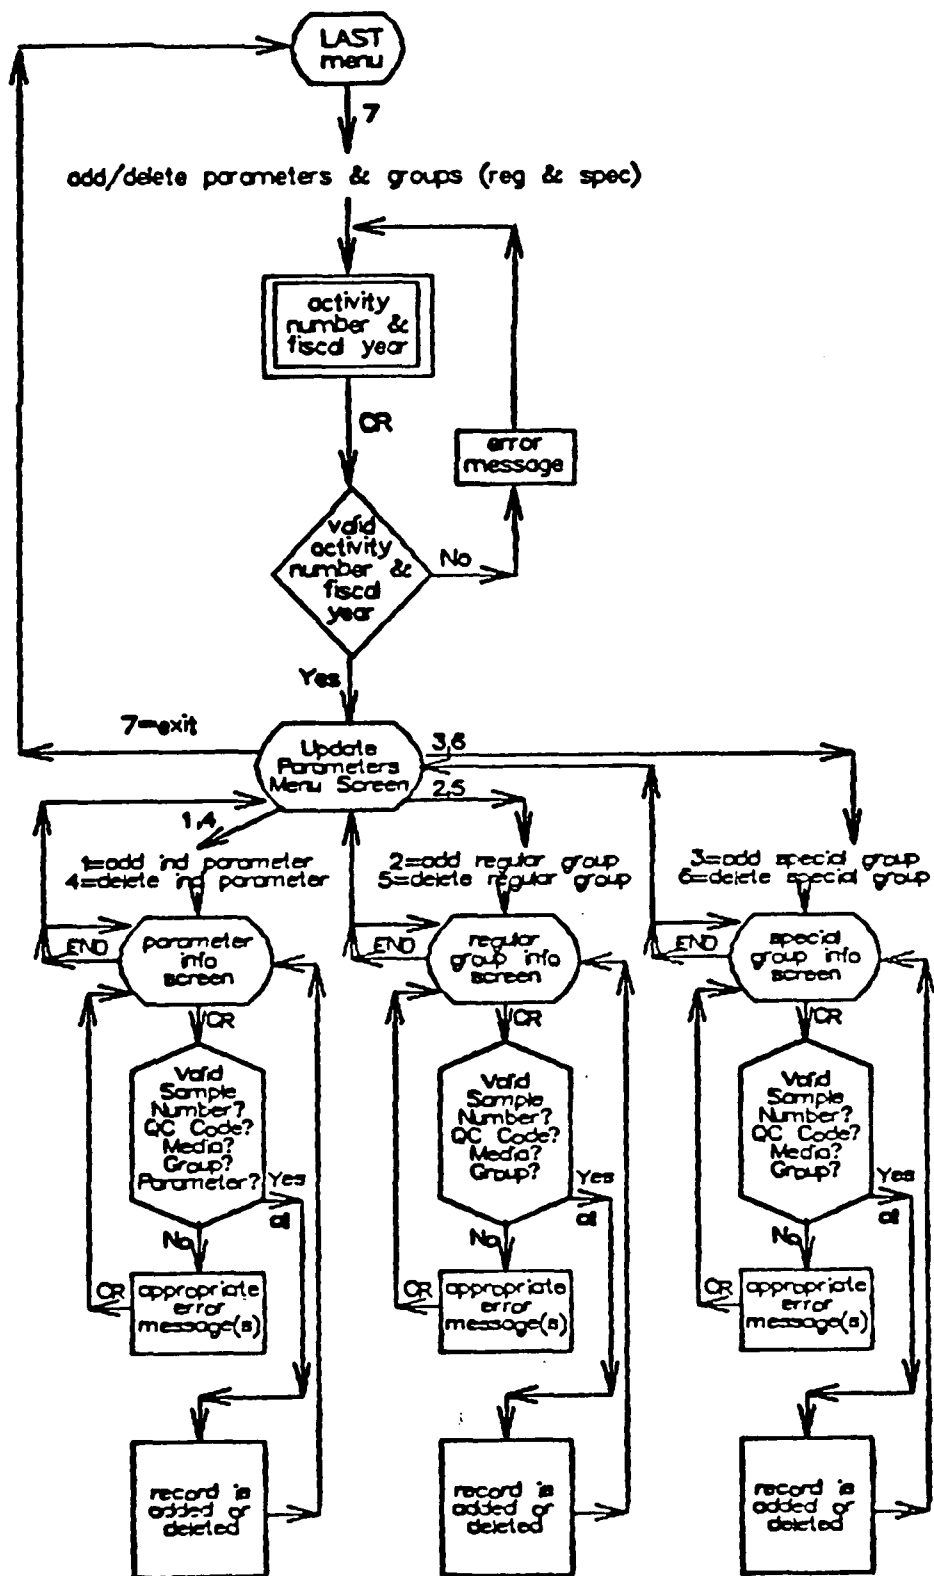 LAST
menu
7
add/delete parameters & groups (reg & spec)
activity
number &
fiscal year
CR
error
message
valid
activity
number &
fiscal
year
No
Yes
7=exit
Update
Parameters
Menu Screen
3,6
2,5
1,4
1=add ind parameter
4=delete ind parameter
2=add regular group
5=delete regular group
3=add special group
6=delete special group
END
parameter
info
screen
END
regular
group info
screen
END
special
group info
screen
CR
CR
CR
Valid
Sample
Number?
QC Code?
Media?
Group?
Parameter?
Yes
No
Valid
Sample
Number?
QC Code?
Media?
Group?
Yes
No
Valid
Sample
Number?
QC Code?
Media?
Group?
Yes
No
CR
appropriate
error
message(s)
CR
appropriate
error
message(s)
CR
appropriate
error
message(s)
record is
added or
deleted
record is
added or
deleted
record is
added or
deleted